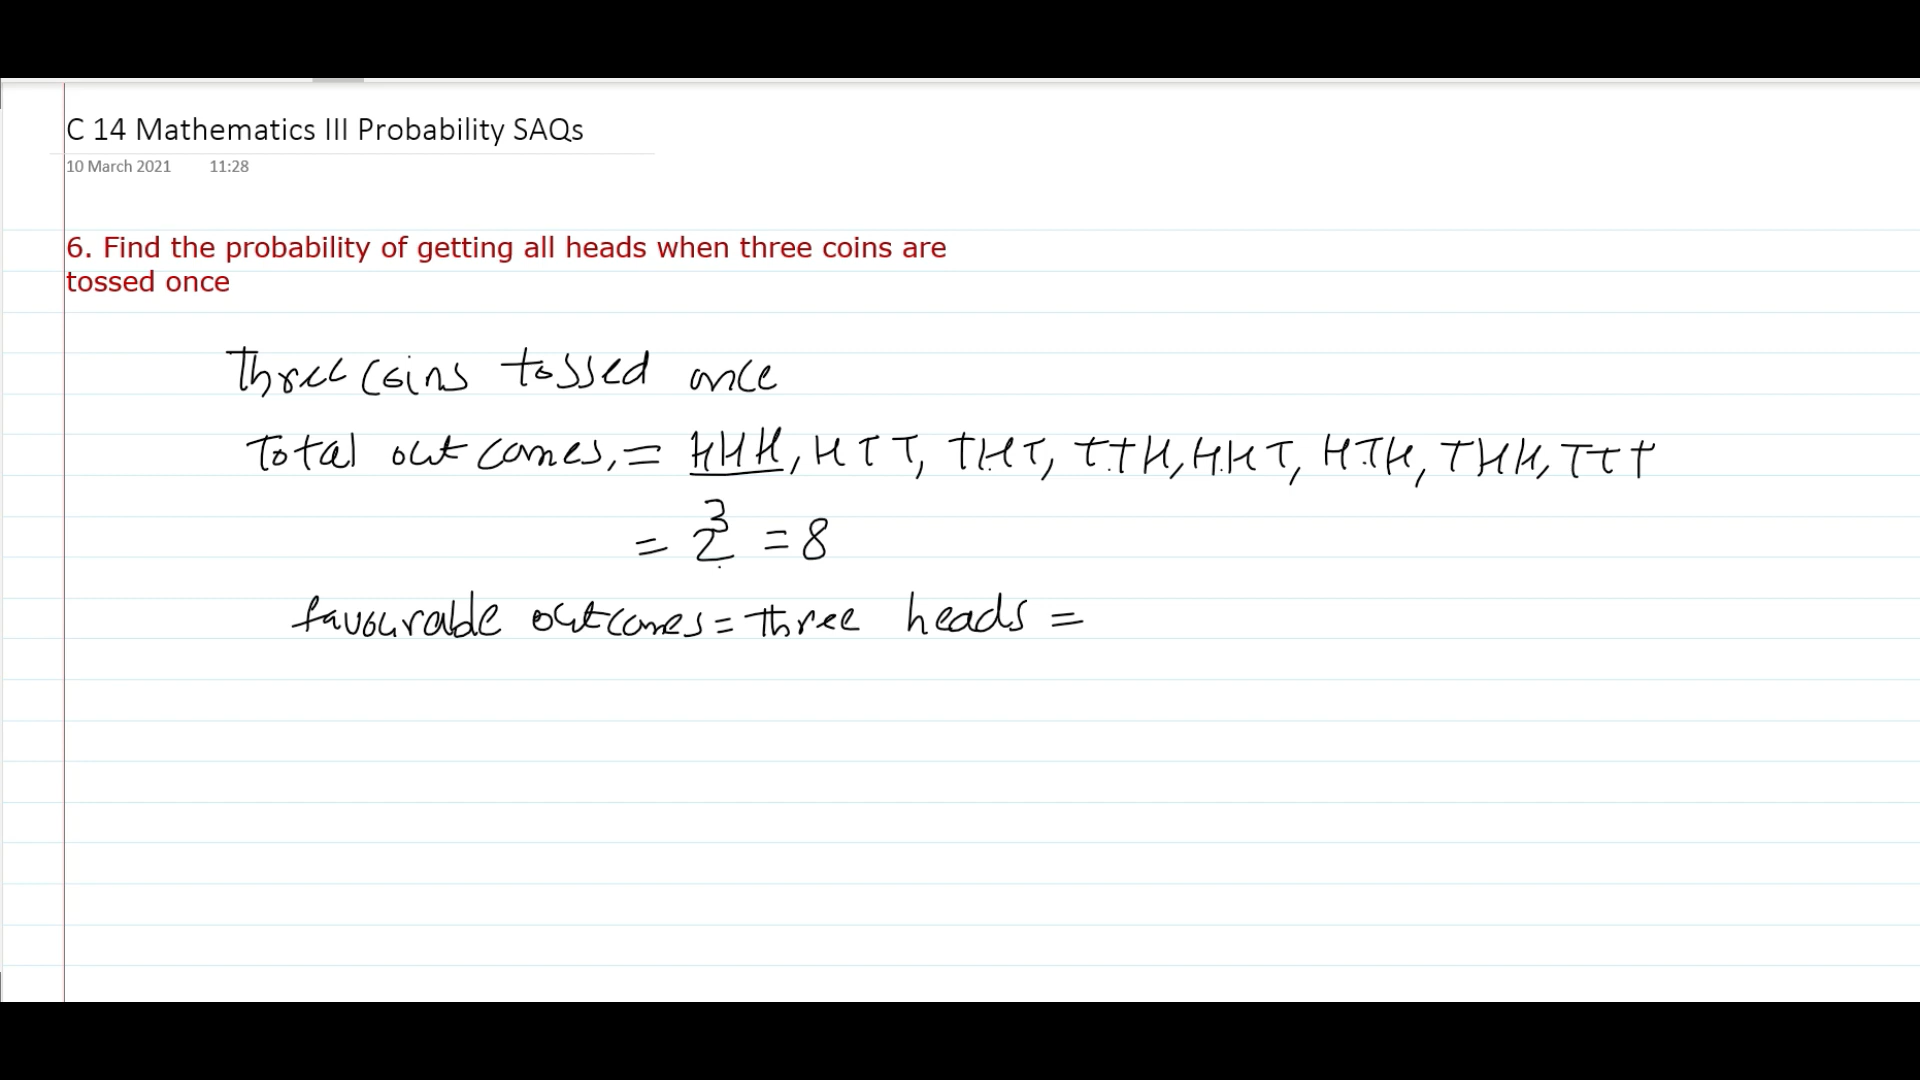 C 14 Mathematics III Probability SAQs
10 March 2021 11:28
6. Find the probability of getting all heads when three coins are
tossed once
Three coins tossed once
Total outcomes, = HHH, HTT, THT, TTH, HHT, HTH, THH, TTT
= 2³ = 8
favourable outcomes = three heads =